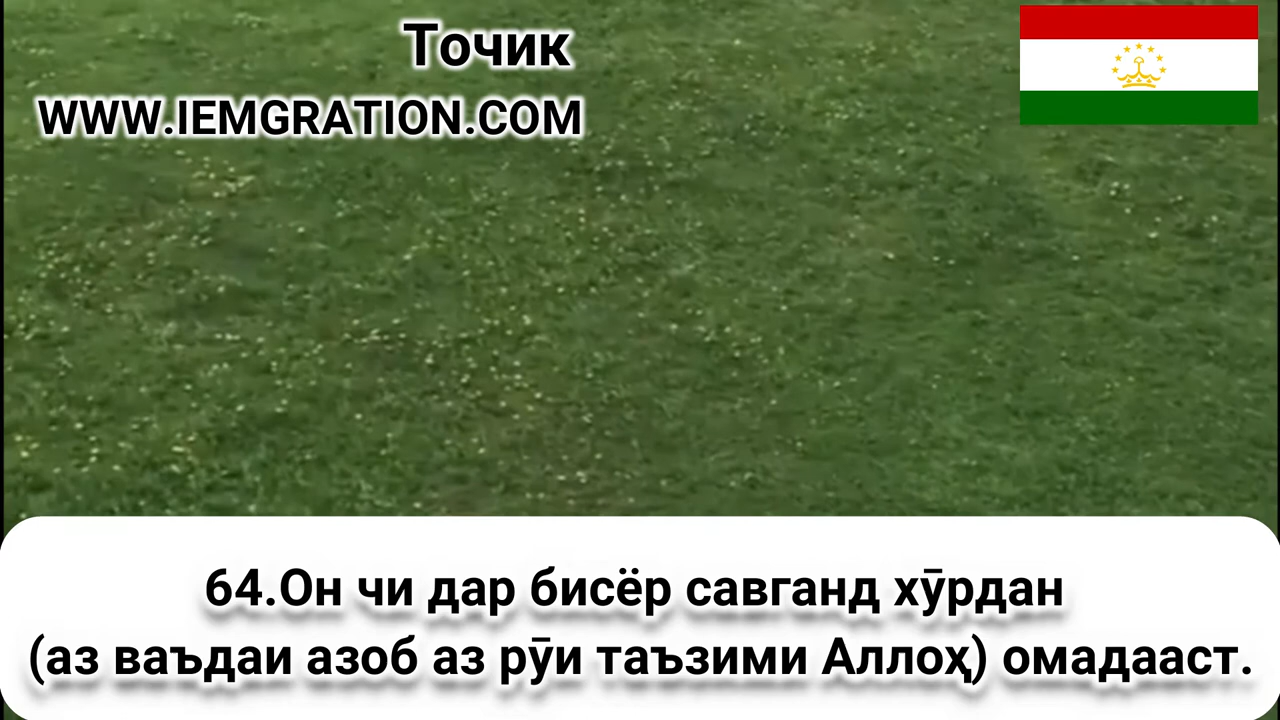 Точик
WWW.IEMGRATION.COM
64.Он чи дар бисёр савганд хӯрдан
(аз ваъдаи азоб аз рӯи таъзими Аллоҳ) омадааст.